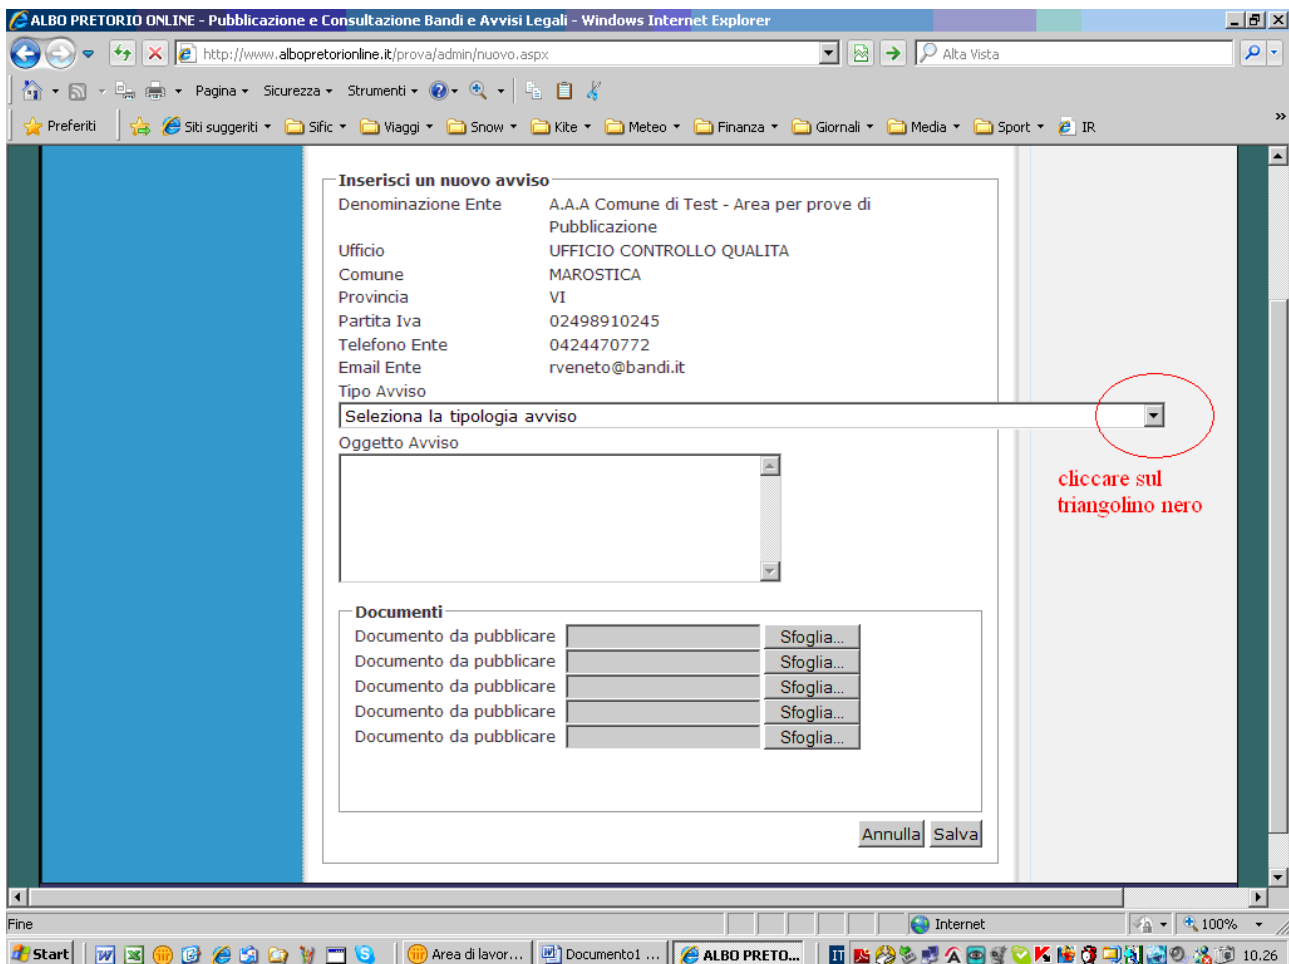 ALBO PRETORIO ONLINE - Pubblicazione e Consultazione Bandi e Avvisi Legali - Windows Internet Explorer
http://www.albopretorionline.it/prova/admin/nuovo.aspx
Alta Vista
Pagina Sicurezza Strumenti
Preferiti Siti suggeriti Sific Viaggi Snow Kite Meteo Finanza Giornali Media Sport IR
Inserisci un nuovo avviso
Denominazione Ente A.A.A Comune di Test - Area per prove di
Pubblicazione
Ufficio UFFICIO CONTROLLO QUALITA
Comune MAROSTICA
Provincia VI
Partita Iva 02498910245
Telefono Ente 0424470772
Email Ente rveneto@bandi.it
Tipo Avviso
Seleziona la tipologia avviso
Oggetto Avviso
cliccare sul
triangolino nero
Documenti
Documento da pubblicare Sfoglia...
Documento da pubblicare Sfoglia...
Documento da pubblicare Sfoglia...
Documento da pubblicare Sfoglia...
Documento da pubblicare Sfoglia...
Annulla Salva
Fine Internet 100%
Start Area di lavor... Documento1 ... ALBO PRETO... IT 10.26